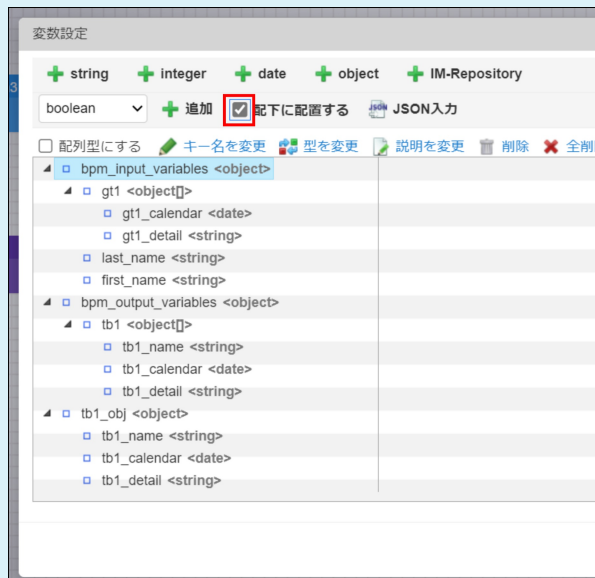 変数設定
string integer date object IM-Repository
3
boolean 追加 配下に配置する JSON JSON入力
配列型にする キー名を変更 型を変更 説明を変更 削除 全削
bpm_input_variables <object>
gt1 <object[]>
gt1_calendar <date>
gt1_detail <string>
last_name <string>
first_name <string>
bpm_output_variables <object>
tb1 <object[]>
tb1_name <string>
tb1_calendar <date>
tb1_detail <string>
tb1_obj <object>
tb1_name <string>
tb1_calendar <date>
tb1_detail <string>